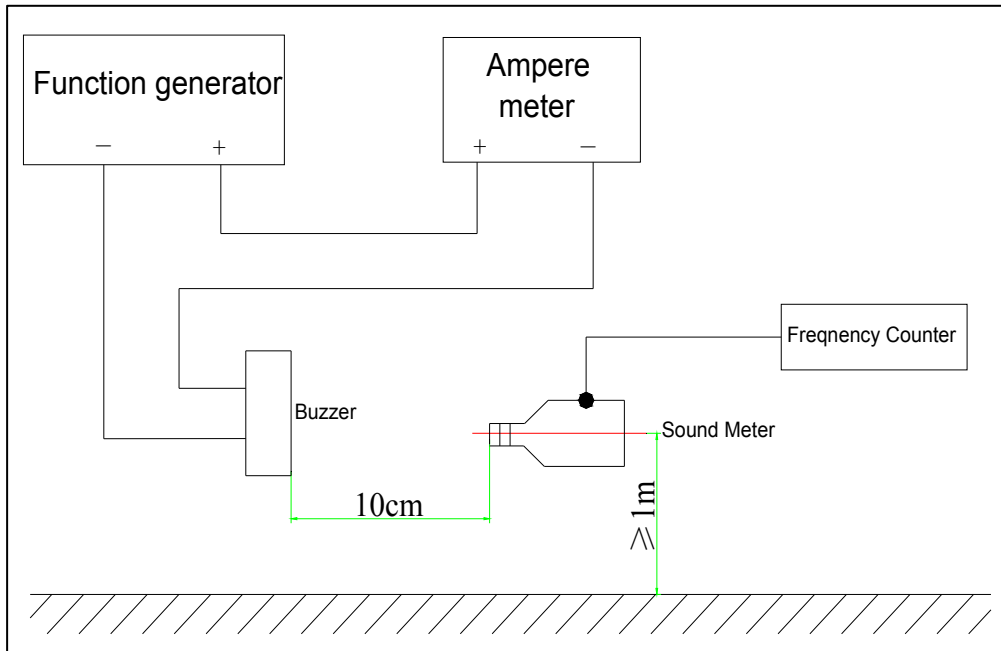 Function generator
− +
Ampere
meter
+ −
Freqnency Counter
Buzzer
Sound Meter
10cm
≥1m